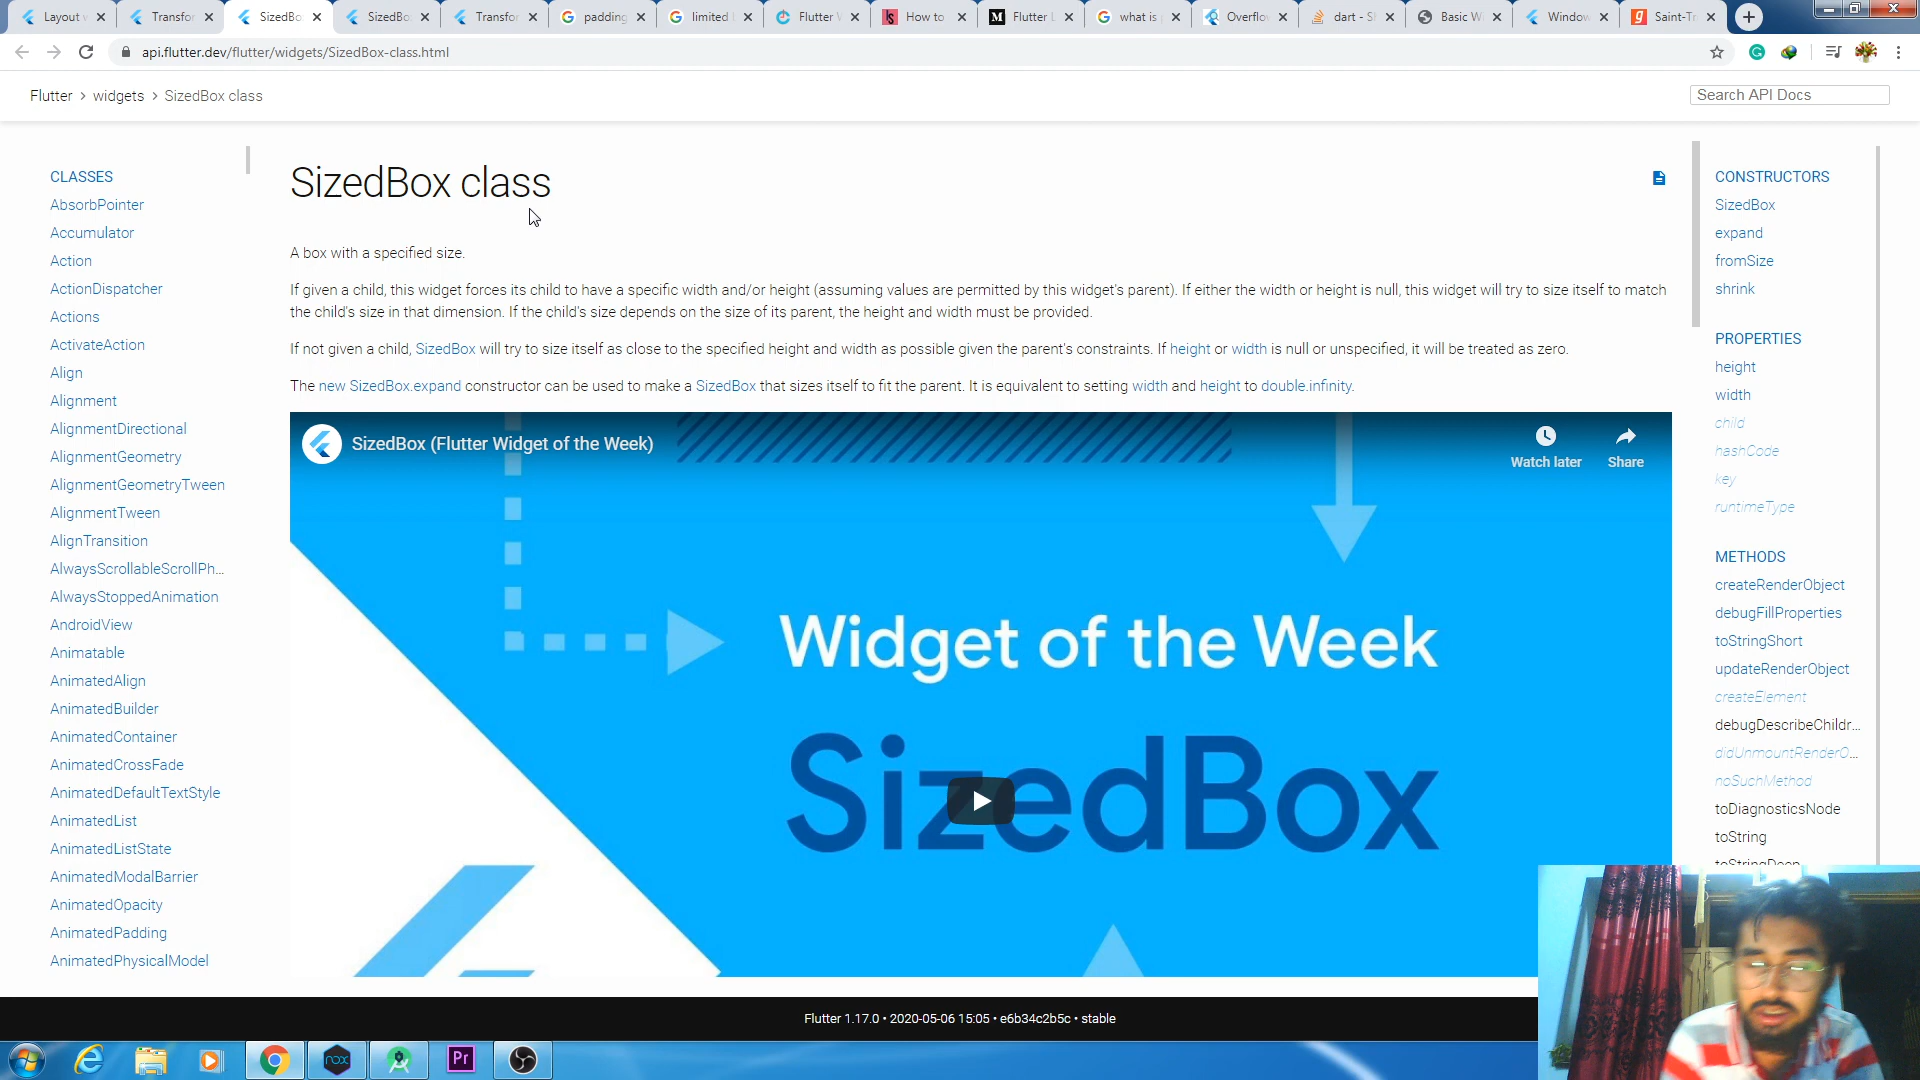 Layout w
Transfor
SizedBo
SizedBo
Transfor
padding
limited
Flutter
How to
Flutter L
what is
Overflo
dart - S
Basic W
Window
Saint-Tr
api.flutter.dev/flutter/widgets/SizedBox-class.html
Flutter > widgets > SizedBox class
Search API Docs
CLASSES
AbsorbPointer
Accumulator
Action
ActionDispatcher
Actions
ActivateAction
Align
Alignment
AlignmentDirectional
AlignmentGeometry
AlignmentGeometryTween
AlignmentTween
AlignTransition
AlwaysScrollableScrollPh...
AlwaysStoppedAnimation
AndroidView
Animatable
AnimatedAlign
AnimatedBuilder
AnimatedContainer
AnimatedCrossFade
AnimatedDefaultTextStyle
AnimatedList
AnimatedListState
AnimatedModalBarrier
AnimatedOpacity
AnimatedPadding
AnimatedPhysicalModel
SizedBox class
A box with a specified size.
If given a child, this widget forces its child to have a specific width and/or height (assuming values are permitted by this widget's parent). If either the width or height is null, this widget will try to size itself to match
the child's size in that dimension. If the child's size depends on the size of its parent, the height and width must be provided.
If not given a child, SizedBox will try to size itself as close to the specified height and width as possible given the parent's constraints. If height or width is null or unspecified, it will be treated as zero.
The new SizedBox.expand constructor can be used to make a SizedBox that sizes itself to fit the parent. It is equivalent to setting width and height to double.infinity.
SizedBox (Flutter Widget of the Week)
Watch later
Share
Widget of the Week
SizedBox
CONSTRUCTORS
SizedBox
expand
fromSize
shrink
PROPERTIES
height
width
child
hashCode
key
runtimeType
METHODS
createRenderObject
debugFillProperties
toStringShort
updateRenderObject
createElement
debugDescribeChildr...
didUnmountRenderO...
noSuchMethod
toDiagnosticsNode
toString
toStringDeep
Flutter 1.17.0 • 2020-05-06 15:05 • e6b34c2b5c • stable
nox
Pr